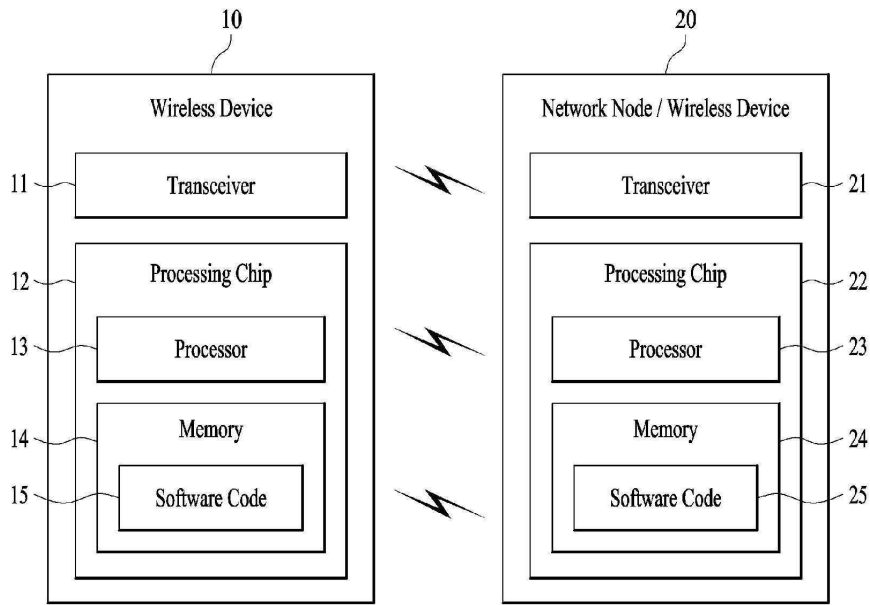 10
20
Wireless Device
Network Node / Wireless Device
11
Transceiver
Transceiver
21
12
Processing Chip
Processing Chip
22
13
Processor
Processor
23
14
Memory
Memory
24
15
Software Code
Software Code
25